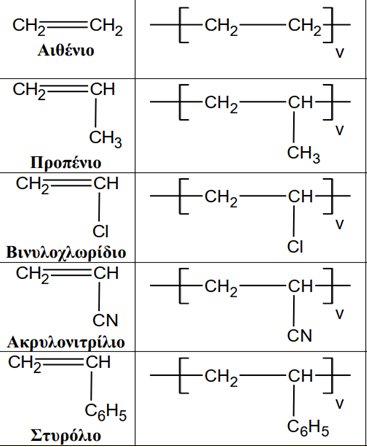 CH₂ CH₂ CH₂ CH₂ ν
Αιθένιο
CH₂ CH CH₂ CH ν
CH₃ CH₃
Προπένιο
CH₂ CH CH₂ CH ν
Cl Cl
Βινυλοχλωρίδιο
CH₂ CH CH₂ CH ν
CN CN
Ακρυλονιτρίλιο
CH₂ CH CH₂ CH ν
C₆H₅ C₆H₅
Στυρόλιο